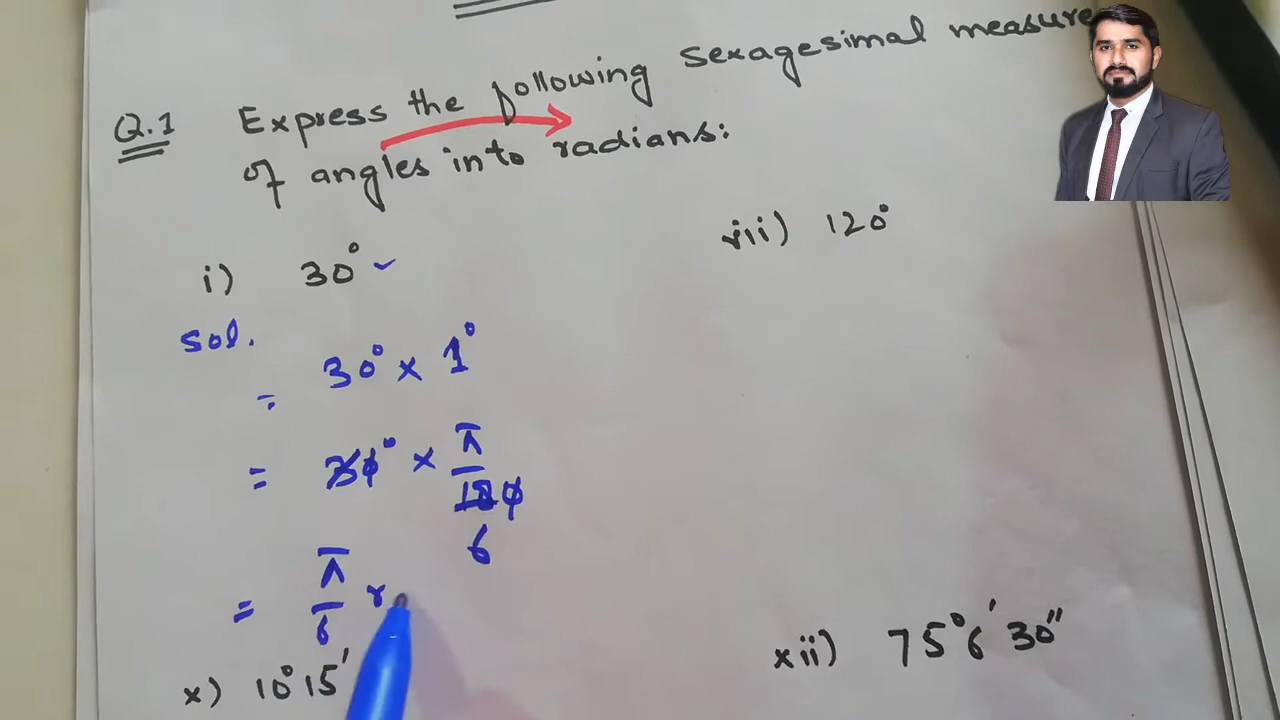 Q.1 Express the following sexagesimal measure
of angles into radians:
i) 30°
vii) 120°
Sol.
= 30° × 1°
= 30° × π/180
6
= π/6 r
x) 10° 15'
xii) 75° 6' 30"